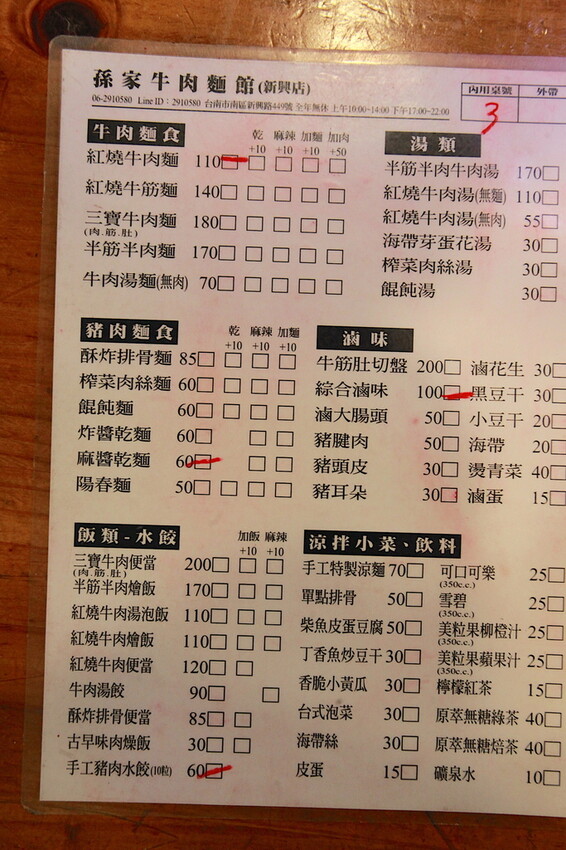 孫家牛肉麵館(新興店)
06-2910580 Line ID:2910580 台南市南區新興路449號 全年無休 上午10:00~14:00 下午17:00~22:00
內用桌號 外帶
3
牛肉麵食 乾+10 麻辣+10 加麵+10 加肉+50
紅燒牛肉麵 110
紅燒牛筋麵 140
三寶牛肉麵 180
(肉.筋.肚)
半筋半肉麵 170
牛肉湯麵(無肉) 70
湯類
半筋半肉牛肉湯 170
紅燒牛肉湯(無麵) 110
紅燒牛肉湯(無肉) 55
海帶芽蛋花湯 30
榨菜肉絲湯 30
餛飩湯 30
豬肉麵食 乾+10 麻辣+10 加麵+10
酥炸排骨麵 85
榨菜肉絲麵 60
餛飩麵 60
炸醬乾麵 60
麻醬乾麵 60
陽春麵 50
滷味
牛筋肚切盤 200 滷花生 30
綜合滷味 100 黑豆干 30
滷大腸頭 50 小豆干 20
豬腱肉 50 海帶 20
豬頭皮 30 燙青菜 40
豬耳朵 30 滷蛋 15
飯類-水餃 加飯+10 麻辣+10
三寶牛肉便當 200
(肉.筋.肚)
半筋半肉燴飯 170
紅燒牛肉湯泡飯 110
紅燒牛肉燴飯 110
紅燒牛肉便當 120
牛肉湯餃 90
酥炸排骨便當 85
古早味肉燥飯 30
手工豬肉水餃(10粒) 60
涼拌小菜、飲料
手工特製涼麵 70 可口可樂 25
(350c.c.)
單點排骨 50 雪碧 25
(350c.c.)
柴魚皮蛋豆腐 50 美粒果柳橙汁 25
(350c.c.)
丁香魚炒豆干 30 美粒果蘋果汁 25
(350c.c.)
香脆小黃瓜 30 檸檬紅茶 15
台式泡菜 30 原萃無糖綠茶 40
海帶絲 30 原萃無糖焙茶 40
皮蛋 15 礦泉水 10